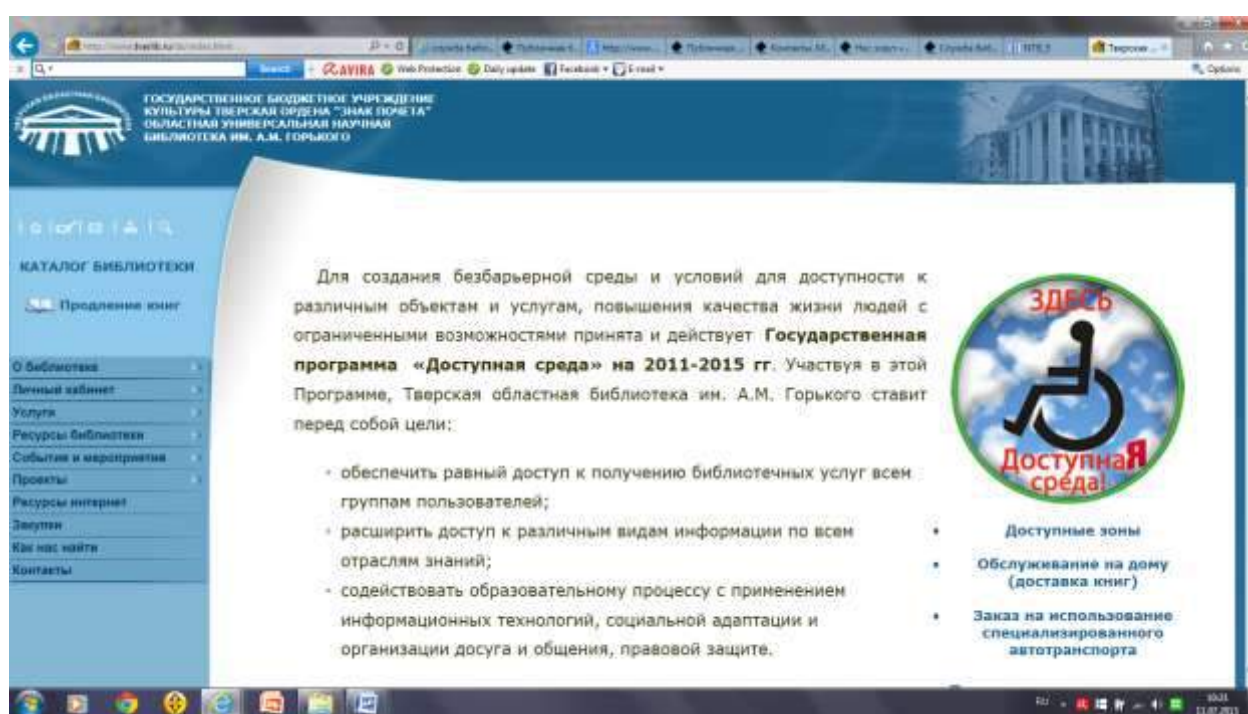 Search
AVIRA Web Protection Daily update Facebook E-mail
Options
ГОСУДАРСТВЕННОЕ БЮДЖЕТНОЕ УЧРЕЖДЕНИЕ
КУЛЬТУРЫ ТВЕРСКАЯ ОРДЕНА "ЗНАК ПОЧЕТА"
ОБЛАСТНАЯ УНИВЕРСАЛЬНАЯ НАУЧНАЯ
БИБЛИОТЕКА ИМ. А.М. ГОРЬКОГО
КАТАЛОГ БИБЛИОТЕКИ
Продление книг
О библиотеке
Личный кабинет
Услуги
Ресурсы библиотеки
События и мероприятия
Проекты
Ресурсы интернет
Закупки
Как нас найти
Контакты
Для создания безбарьерной среды и условий для доступности к
различным объектам и услугам, повышения качества жизни людей с
ограниченными возможностями принята и действует Государственная
программа «Доступная среда» на 2011-2015 гг. Участвуя в этой
Программе, Тверская областная библиотека им. А.М. Горького ставит
перед собой цели:
- обеспечить равный доступ к получению библиотечных услуг всем
группам пользователей;
- расширить доступ к различным видам информации по всем
отраслям знаний;
- содействовать образовательному процессу с применением
информационных технологий, социальной адаптации и
организации досуга и общения, правовой защите.
ЗДЕСЬ
ДоступнаЯ
среда!
• Доступные зоны
• Обслуживание на дому
(доставка книг)
• Заказ на использование
специализированного
автотранспорта
RU
10:21